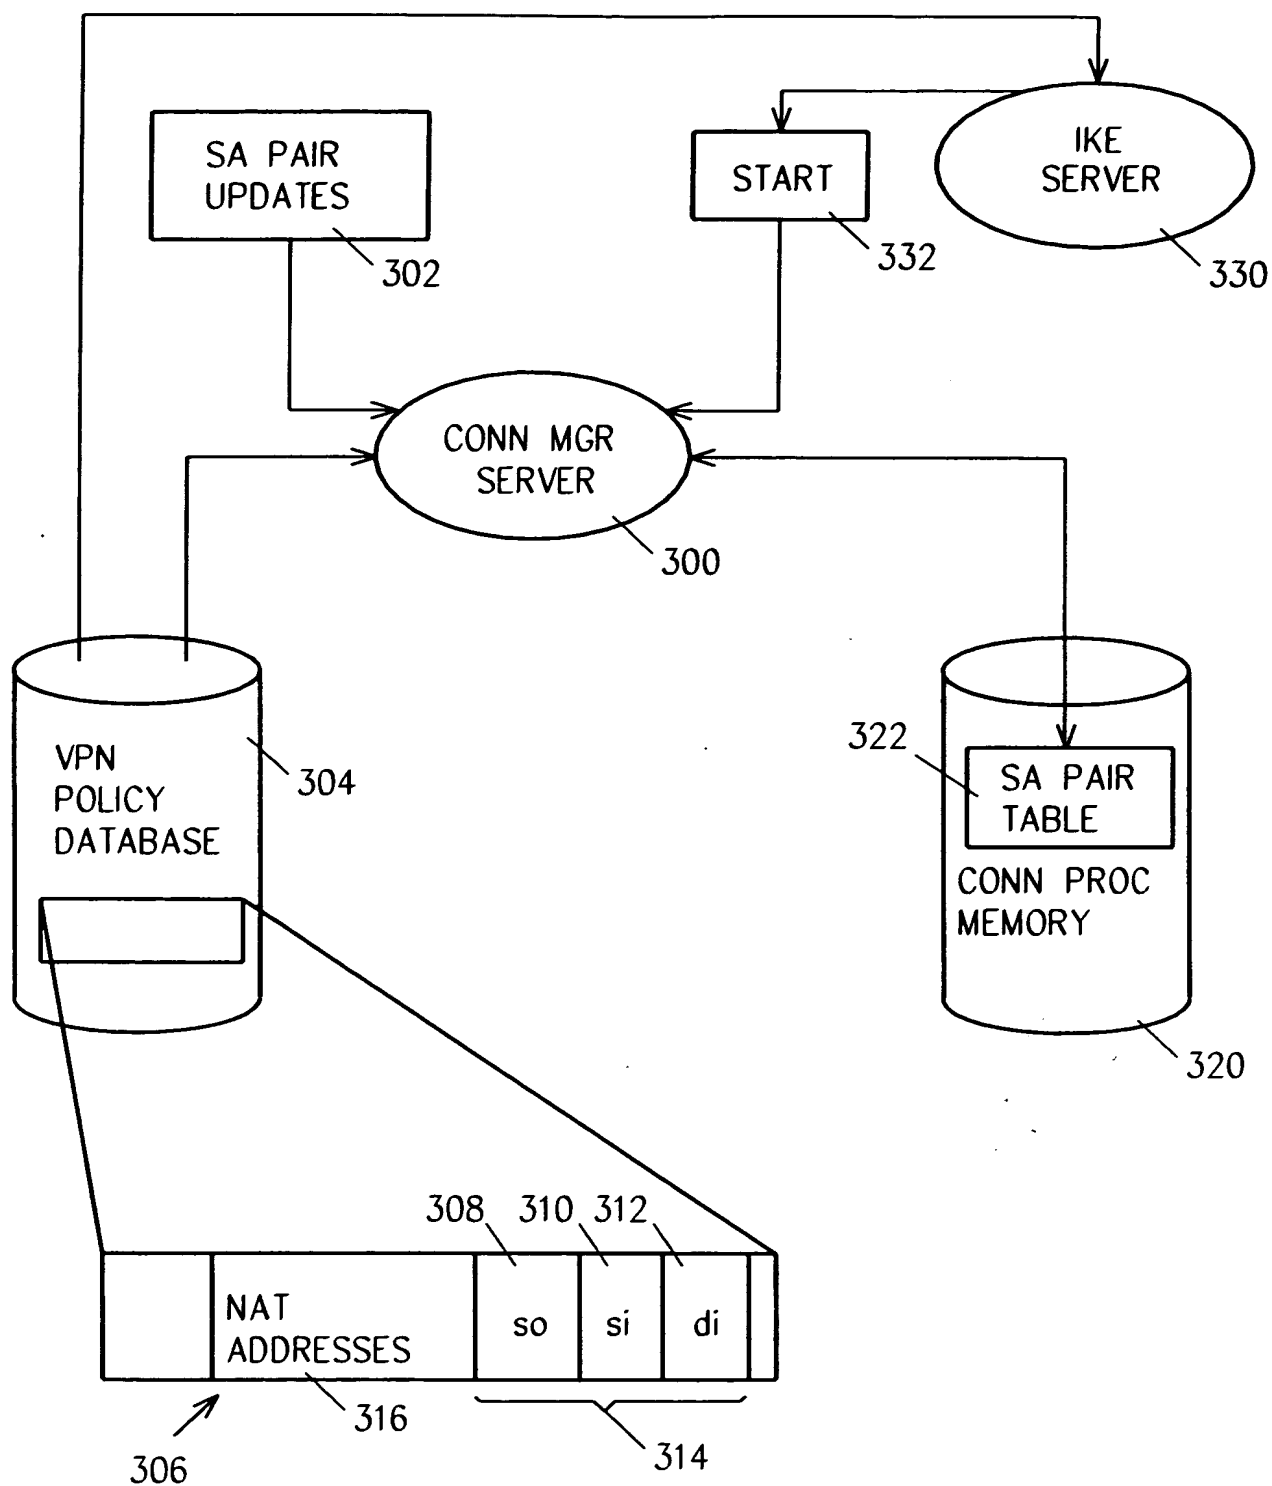 SA PAIR
UPDATES
302
START
332
IKE
SERVER
330
CONN MGR
SERVER
300
VPN
POLICY
DATABASE
304
322
SA PAIR
TABLE
CONN PROC
MEMORY
320
308
310
312
NAT
ADDRESSES
so
si
di
316
306
314